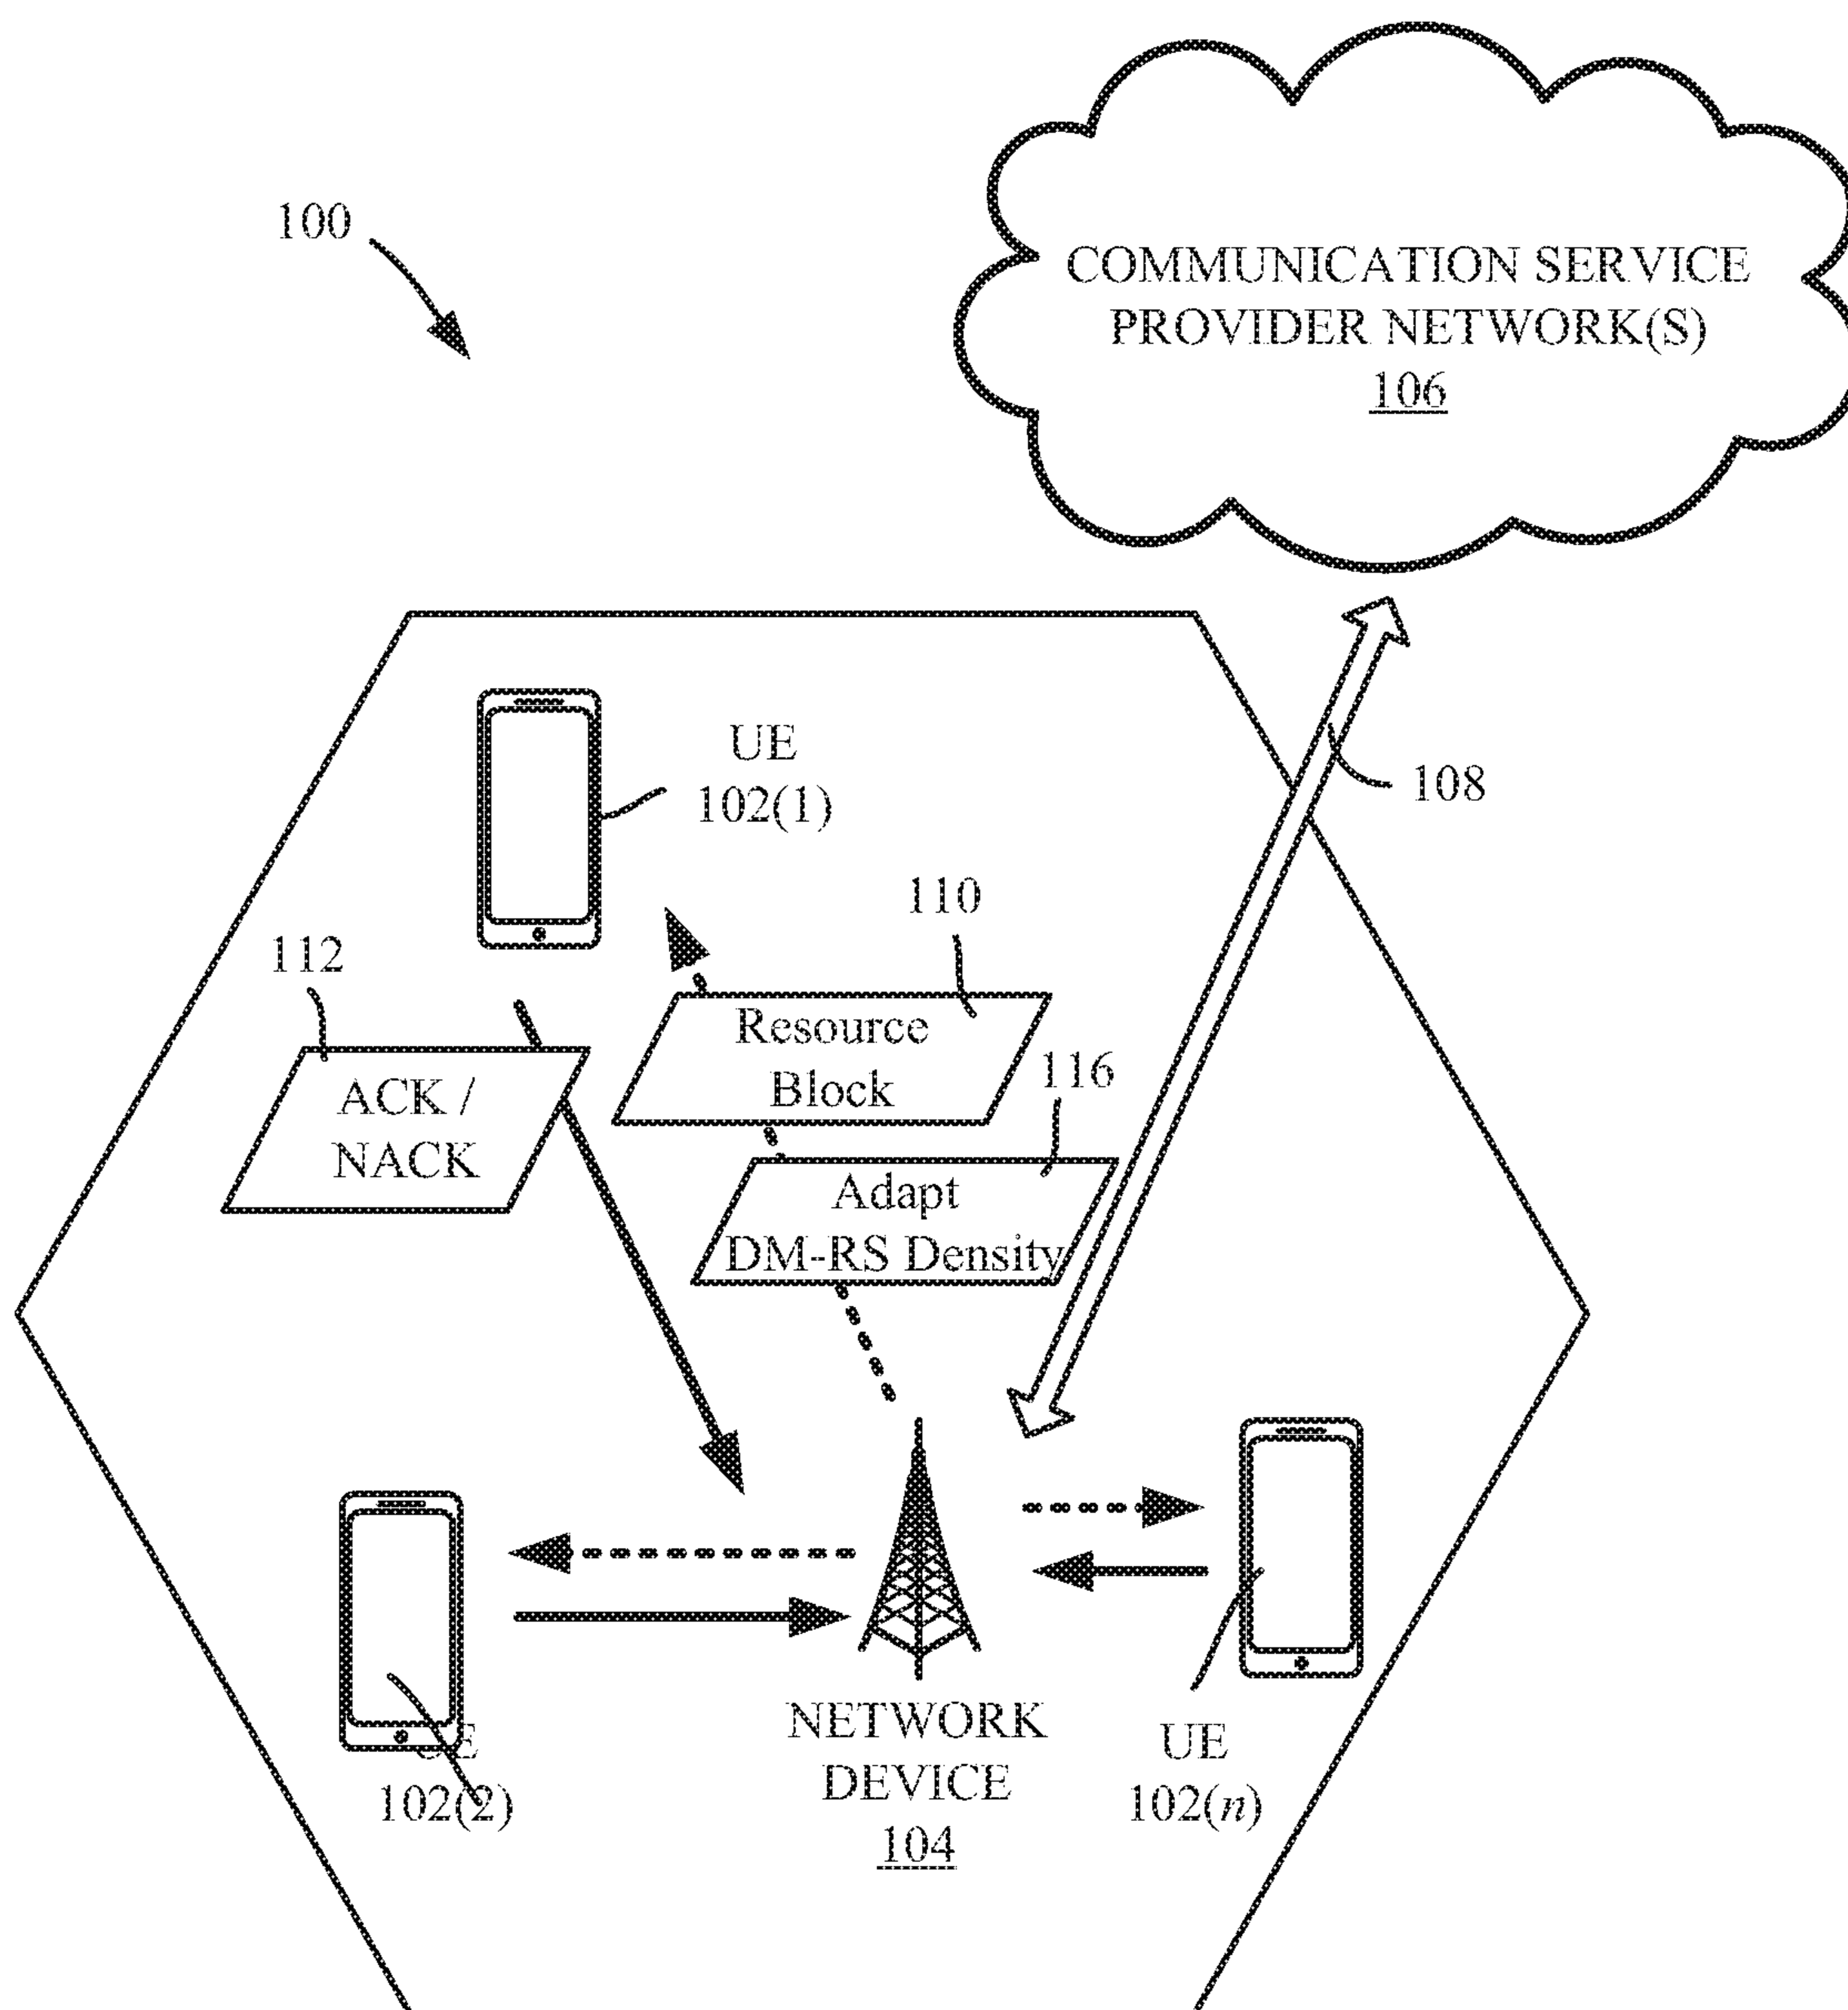 100
COMMUNICATION SERVICE
PROVIDER NETWORK(S)
106
UE
102(1)
108
110
112
Resource
Block
ACK /
NACK
116
Adapt
DM-RS Density
NETWORK
DEVICE
104
UE
102(2)
UE
102(n)